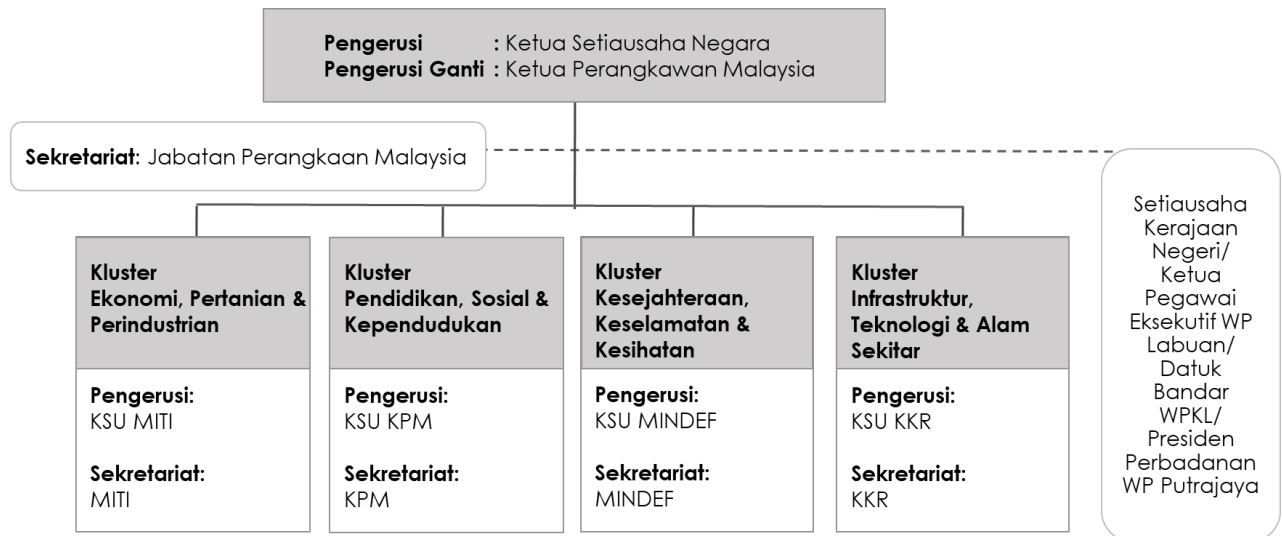 Pengerusi : Ketua Setiausaha Negara
Pengerusi Ganti : Ketua Perangkawan Malaysia
Sekretariat: Jabatan Perangkaan Malaysia
Kluster
Ekonomi, Pertanian &
Perindustrian
Pengerusi:
KSU MITI
Sekretariat:
MITI
Kluster
Pendidikan, Sosial &
Kependudukan
Pengerusi:
KSU KPM
Sekretariat:
KPM
Kluster
Kesejahteraan,
Keselamatan &
Kesihatan
Pengerusi:
KSU MINDEF
Sekretariat:
MINDEF
Kluster
Infrastruktur,
Teknologi & Alam
Sekitar
Pengerusi:
KSU KKR
Sekretariat:
KKR
Setiausaha
Kerajaan
Negeri/
Ketua
Pegawai
Eksekutif WP
Labuan/
Datuk
Bandar
WPKL/
Presiden
Perbadanan
WP Putrajaya